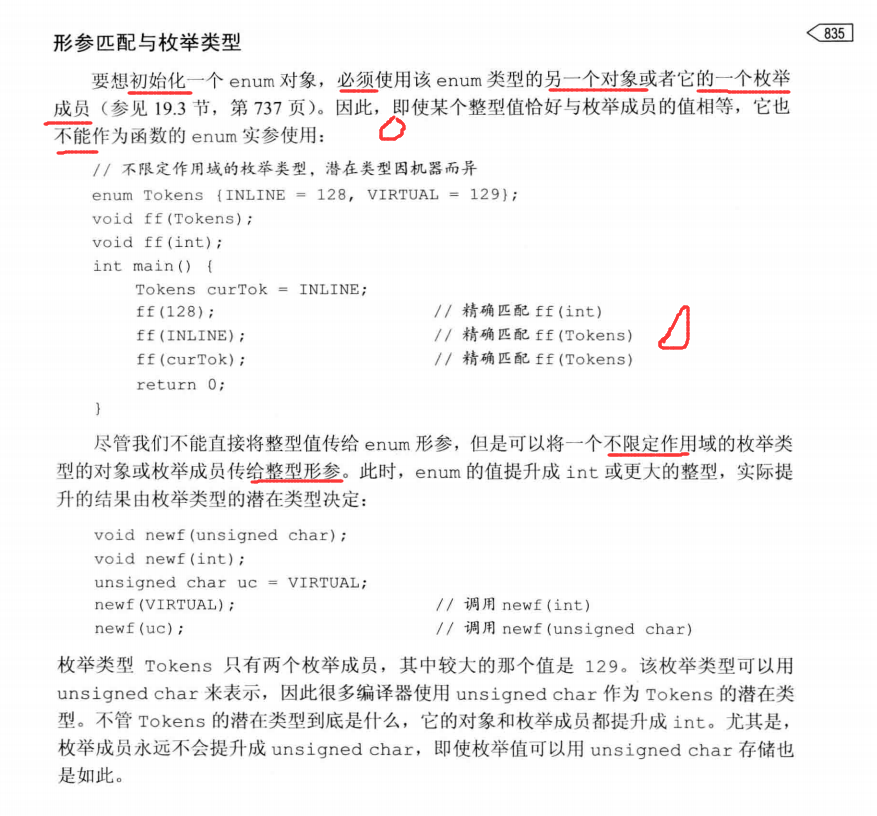 835
形参匹配与枚举类型
要想初始化一个 enum 对象，必须使用该 enum 类型的另一个对象或者它的一个枚举
成员（参见 19.3 节，第 737 页）。因此，即使某个整型值恰好与枚举成员的值相等，它也
不能作为函数的 enum 实参使用：
// 不限定作用域的枚举类型，潜在类型因机器而异
enum Tokens {INLINE = 128, VIRTUAL = 129};
void ff(Tokens);
void ff(int);
int main() {
Tokens curTok = INLINE;
ff(128); // 精确匹配 ff(int)
ff(INLINE); // 精确匹配 ff(Tokens)
ff(curTok); // 精确匹配 ff(Tokens)
return 0;
}
尽管我们不能直接将整型值传给 enum 形参，但是可以将一个不限定作用域的枚举类
型的对象或枚举成员传给整型形参。此时，enum 的值提升成 int 或更大的整型，实际提
升的结果由枚举类型的潜在类型决定：
void newf(unsigned char);
void newf(int);
unsigned char uc = VIRTUAL;
newf(VIRTUAL); // 调用 newf(int)
newf(uc); // 调用 newf(unsigned char)
枚举类型 Tokens 只有两个枚举成员，其中较大的那个值是 129。该枚举类型可以用
unsigned char 来表示，因此很多编译器使用 unsigned char 作为 Tokens 的潜在类
型。不管 Tokens 的潜在类型到底是什么，它的对象和枚举成员都提升成 int。尤其是，
枚举成员永远不会提升成 unsigned char，即使枚举值可以用 unsigned char 存储也
是如此。